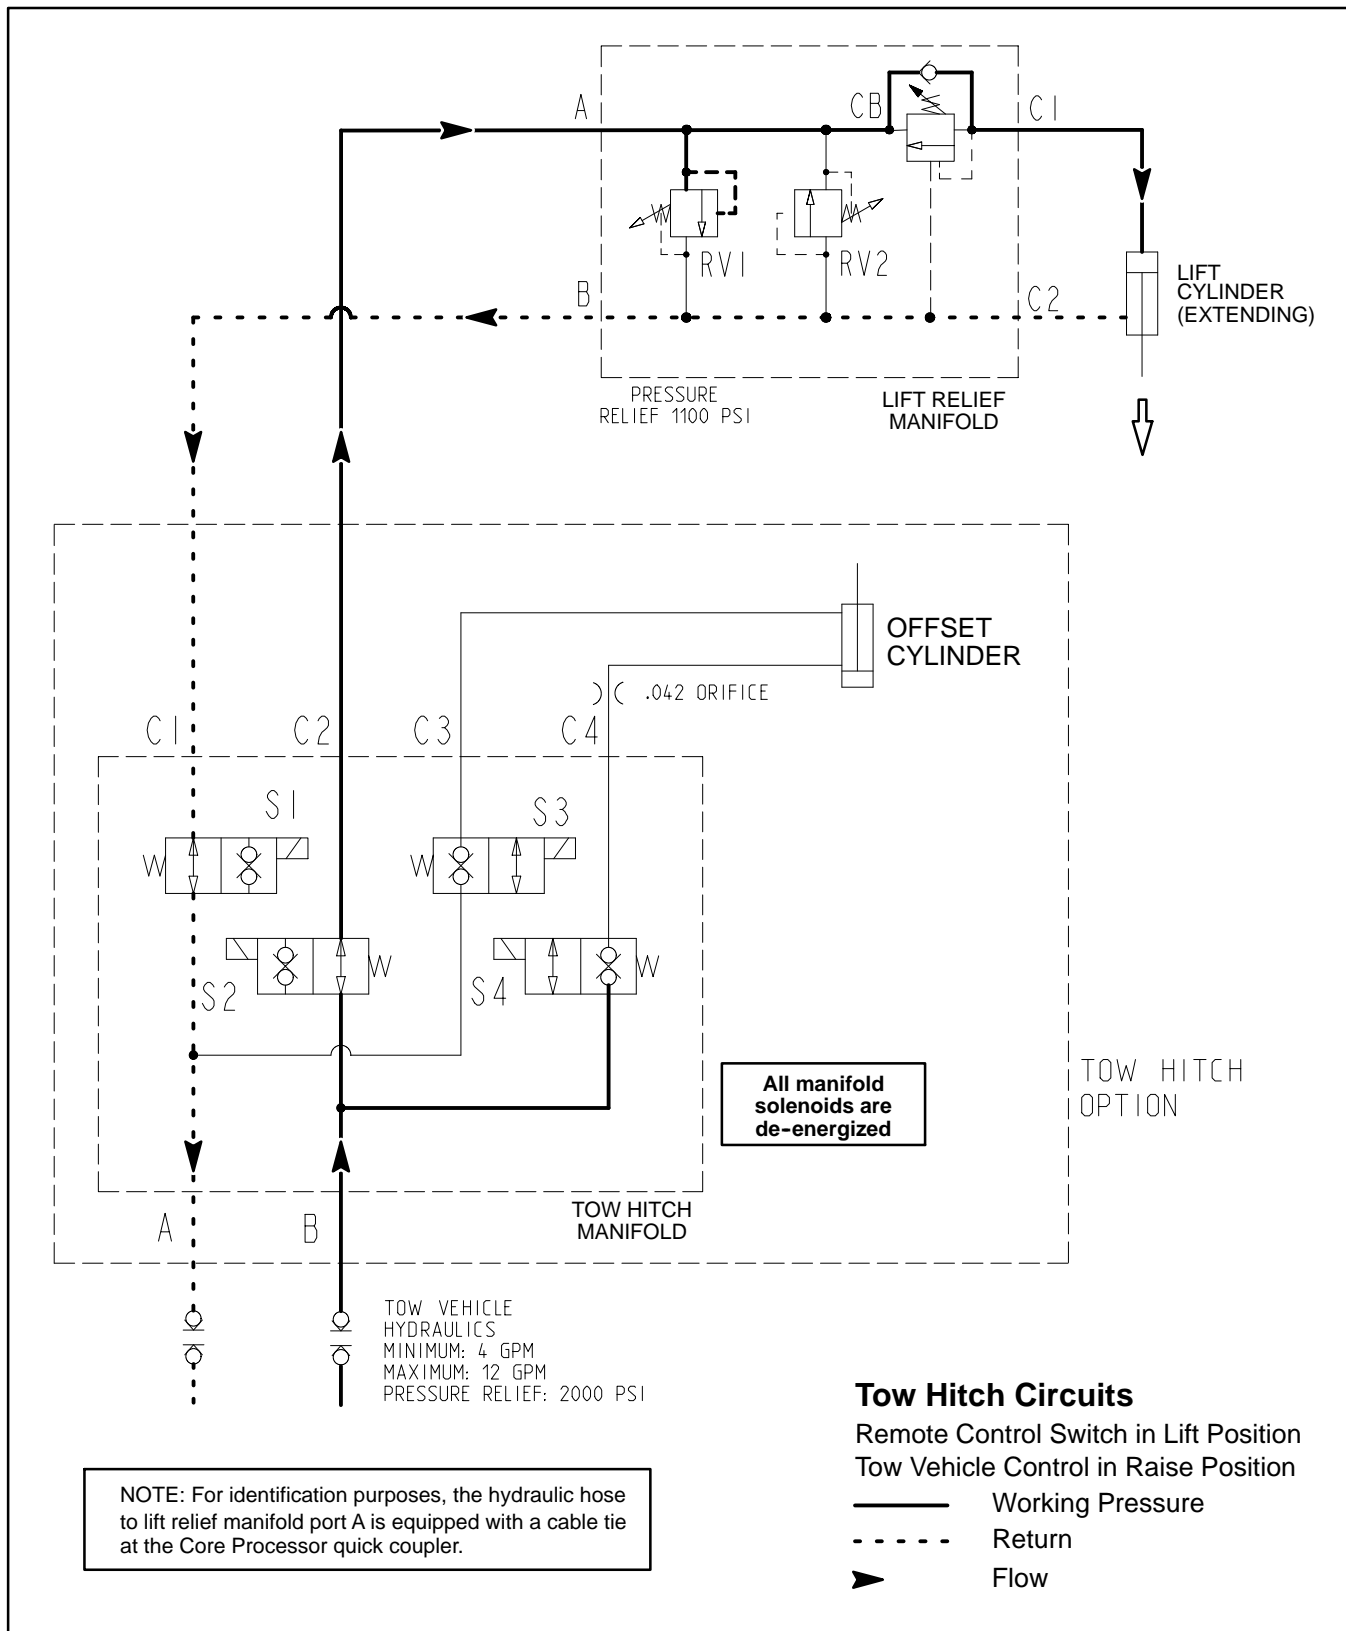 A
CB
C1
RV1
RV2
B
C2
LIFT
CYLINDER
(EXTENDING)
PRESSURE
RELIEF 1100 PSI
LIFT RELIEF
MANIFOLD
OFFSET
CYLINDER
.042 ORIFICE
C1
C2
C3
C4
S1
S3
S2
S4
All manifold
solenoids are
de-energized
TOW HITCH
OPTION
TOW HITCH
MANIFOLD
A
B
TOW VEHICLE
HYDRAULICS
MINIMUM: 4 GPM
MAXIMUM: 12 GPM
PRESSURE RELIEF: 2000 PSI
Tow Hitch Circuits
Remote Control Switch in Lift Position
Tow Vehicle Control in Raise Position
Working Pressure
Return
Flow
NOTE: For identification purposes, the hydraulic hose
to lift relief manifold port A is equipped with a cable tie
at the Core Processor quick coupler.